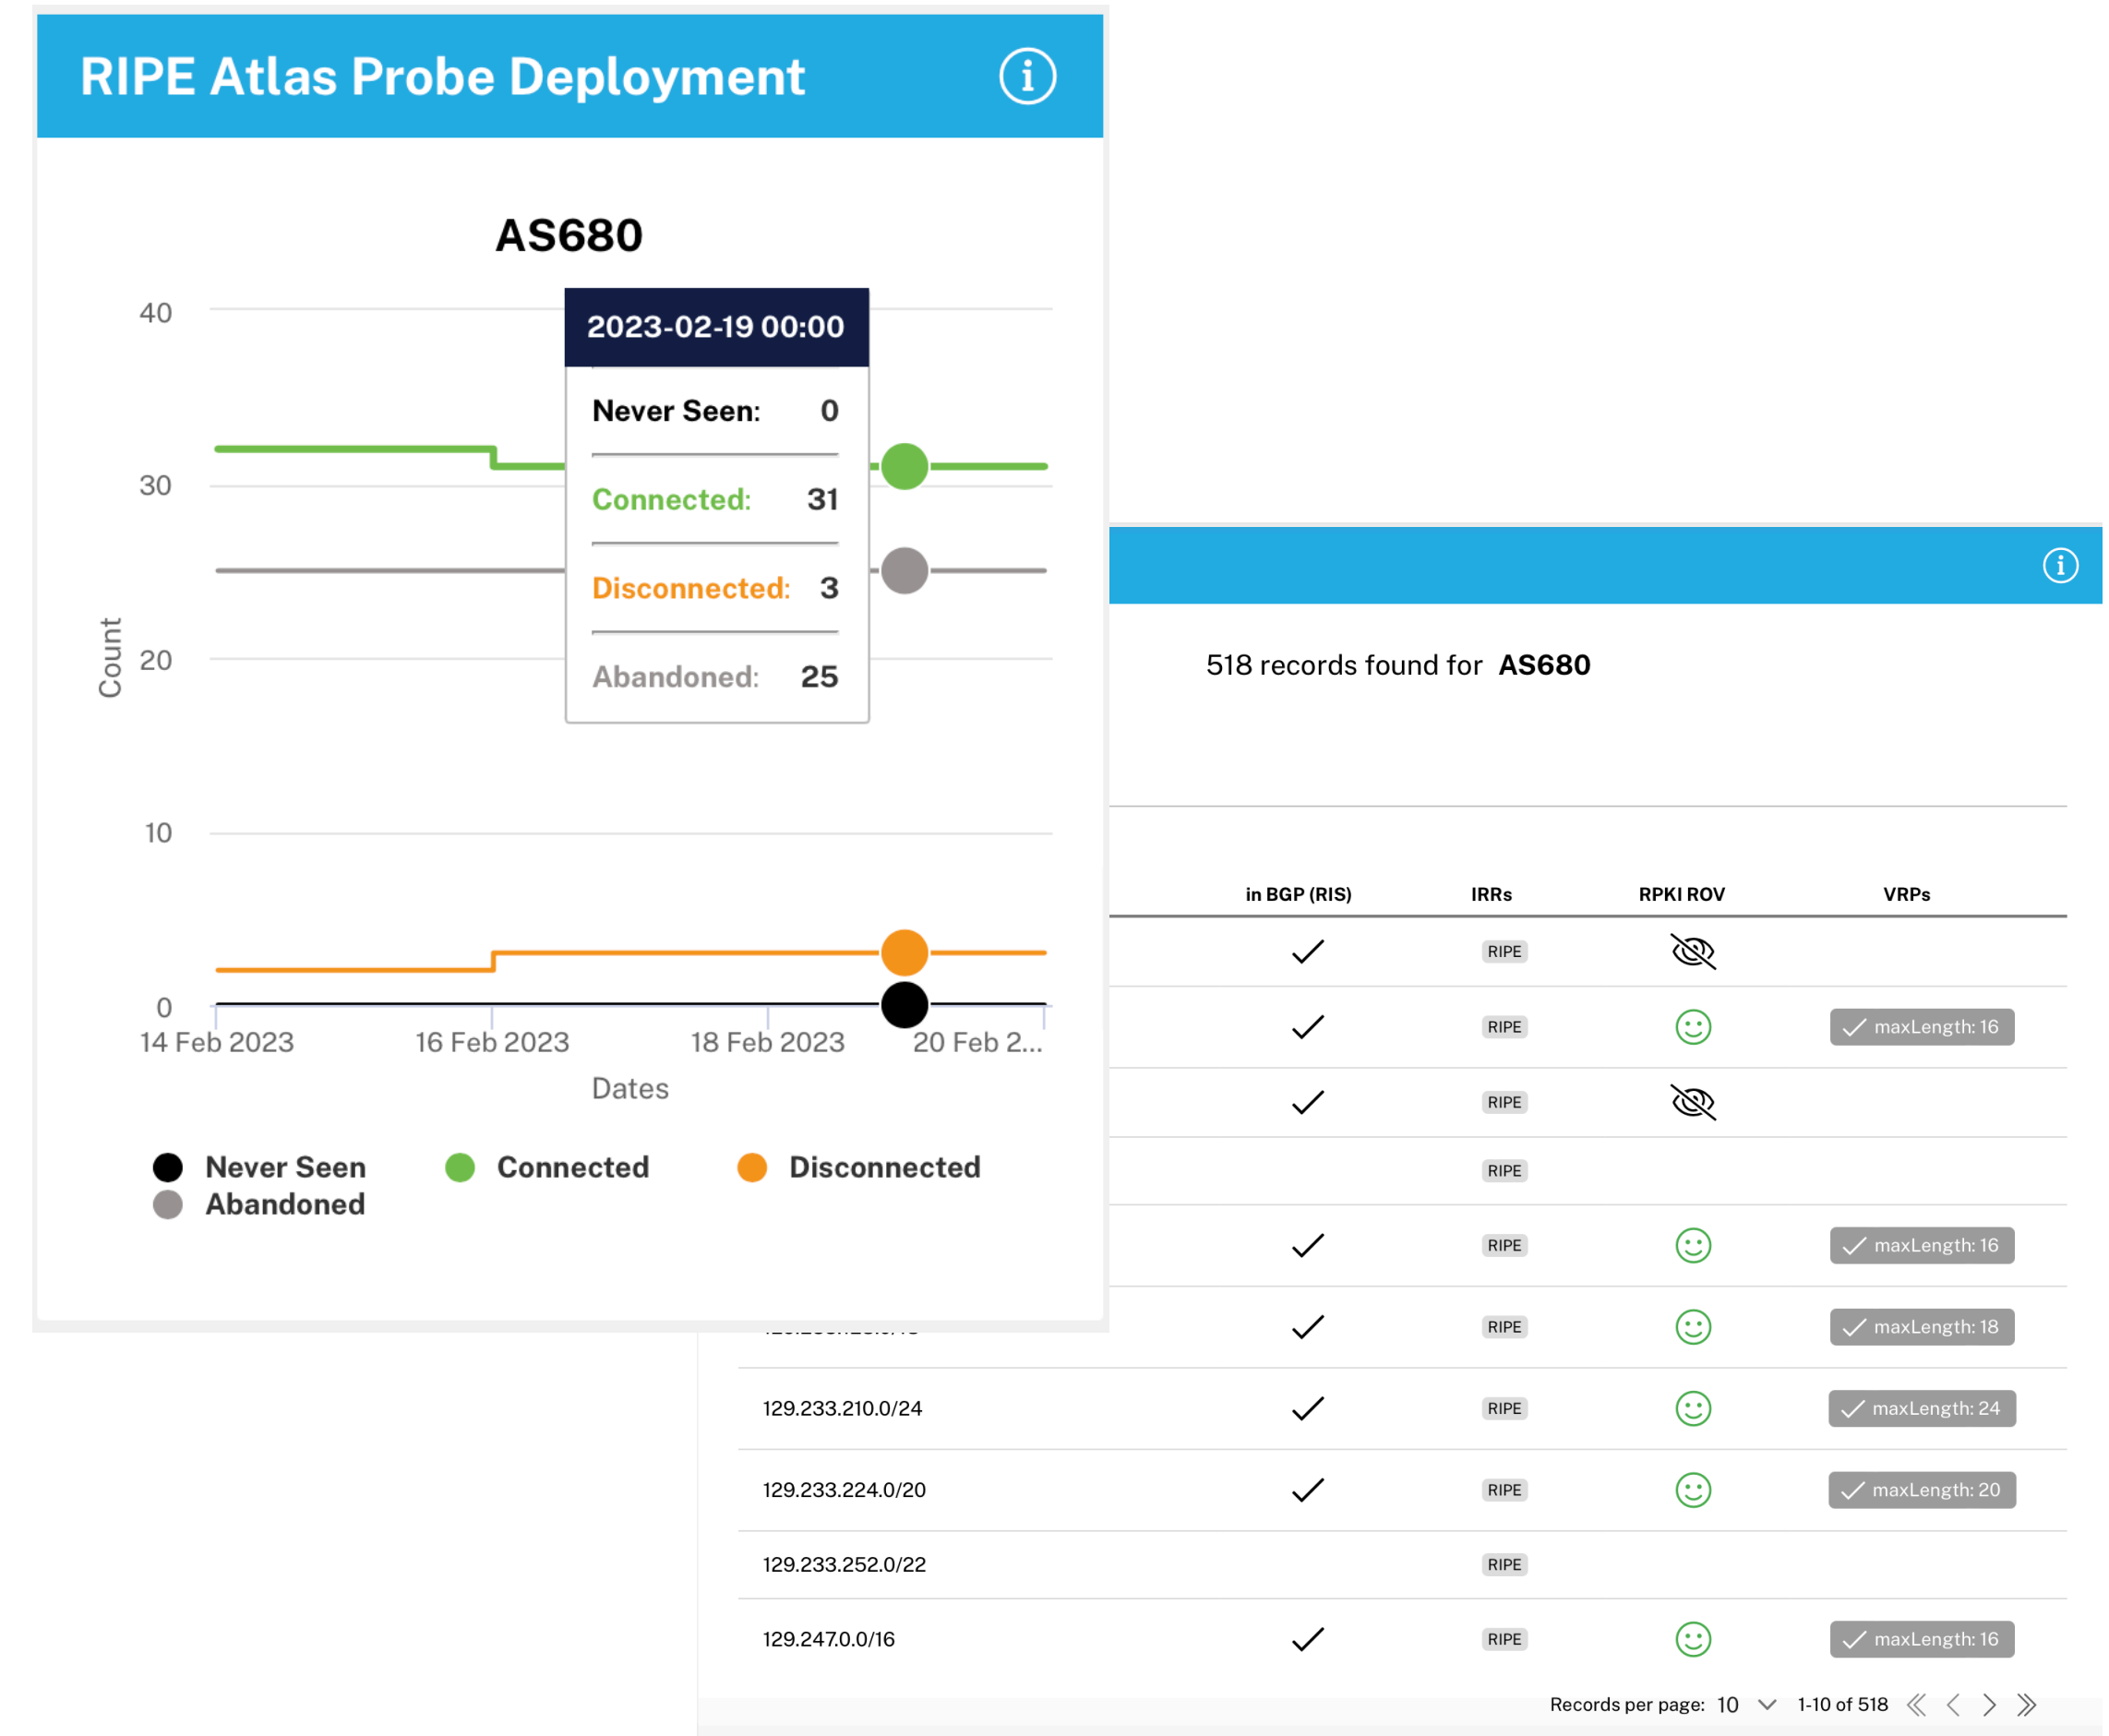 RIPE Atlas Probe Deployment
AS680
40
2023-02-19 00:00
Never Seen: 0
30
Connected: 31
Disconnected: 3
20
Abandoned: 25
Count
10
0
14 Feb 2023 16 Feb 2023 18 Feb 2023 20 Feb 2...
Dates
Never Seen Connected Disconnected
Abandoned
518 records found for AS680
in BGP (RIS) IRRs RPKI ROV VRPs
RIPE
RIPE maxLength: 16
RIPE
RIPE
RIPE maxLength: 16
RIPE maxLength: 18
129.233.210.0/24 RIPE maxLength: 24
129.233.224.0/20 RIPE maxLength: 20
129.233.252.0/22 RIPE
129.247.0.0/16 RIPE maxLength: 16
Records per page: 10 1-10 of 518